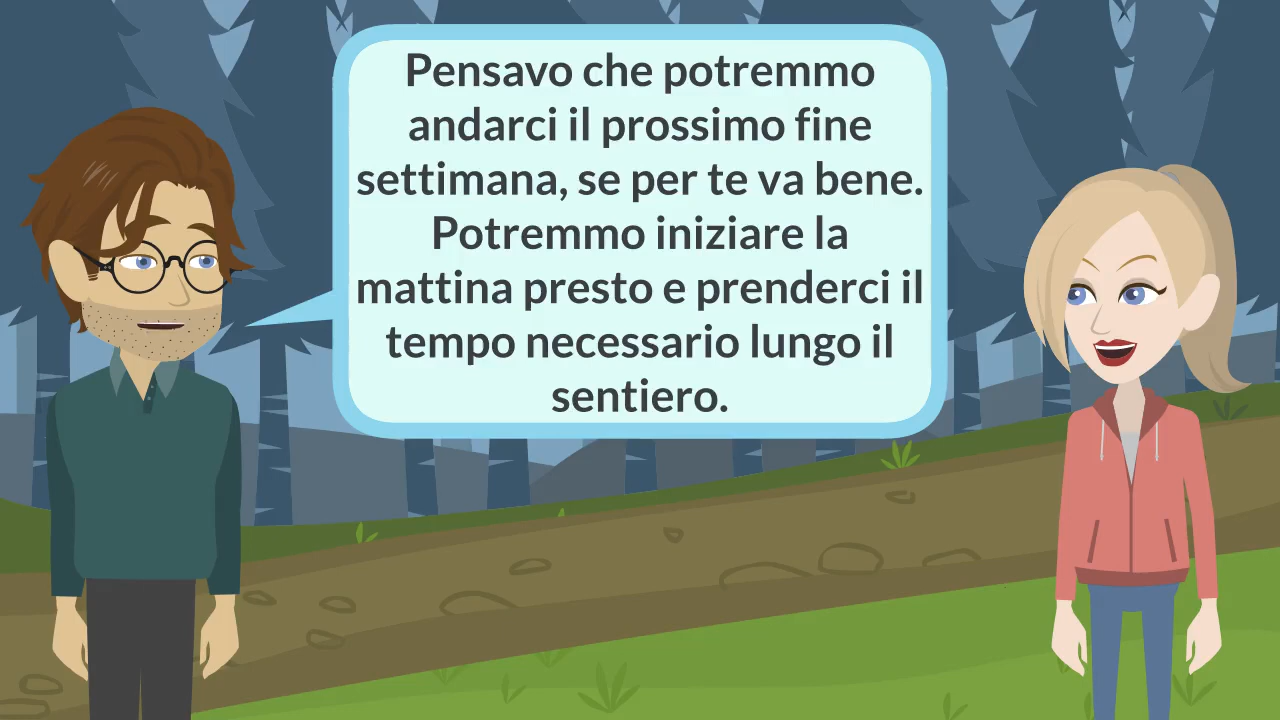 Pensavo che potremmo
andarci il prossimo fine
settimana, se per te va bene.
Potremmo iniziare la
mattina presto e prenderci il
tempo necessario lungo il
sentiero.